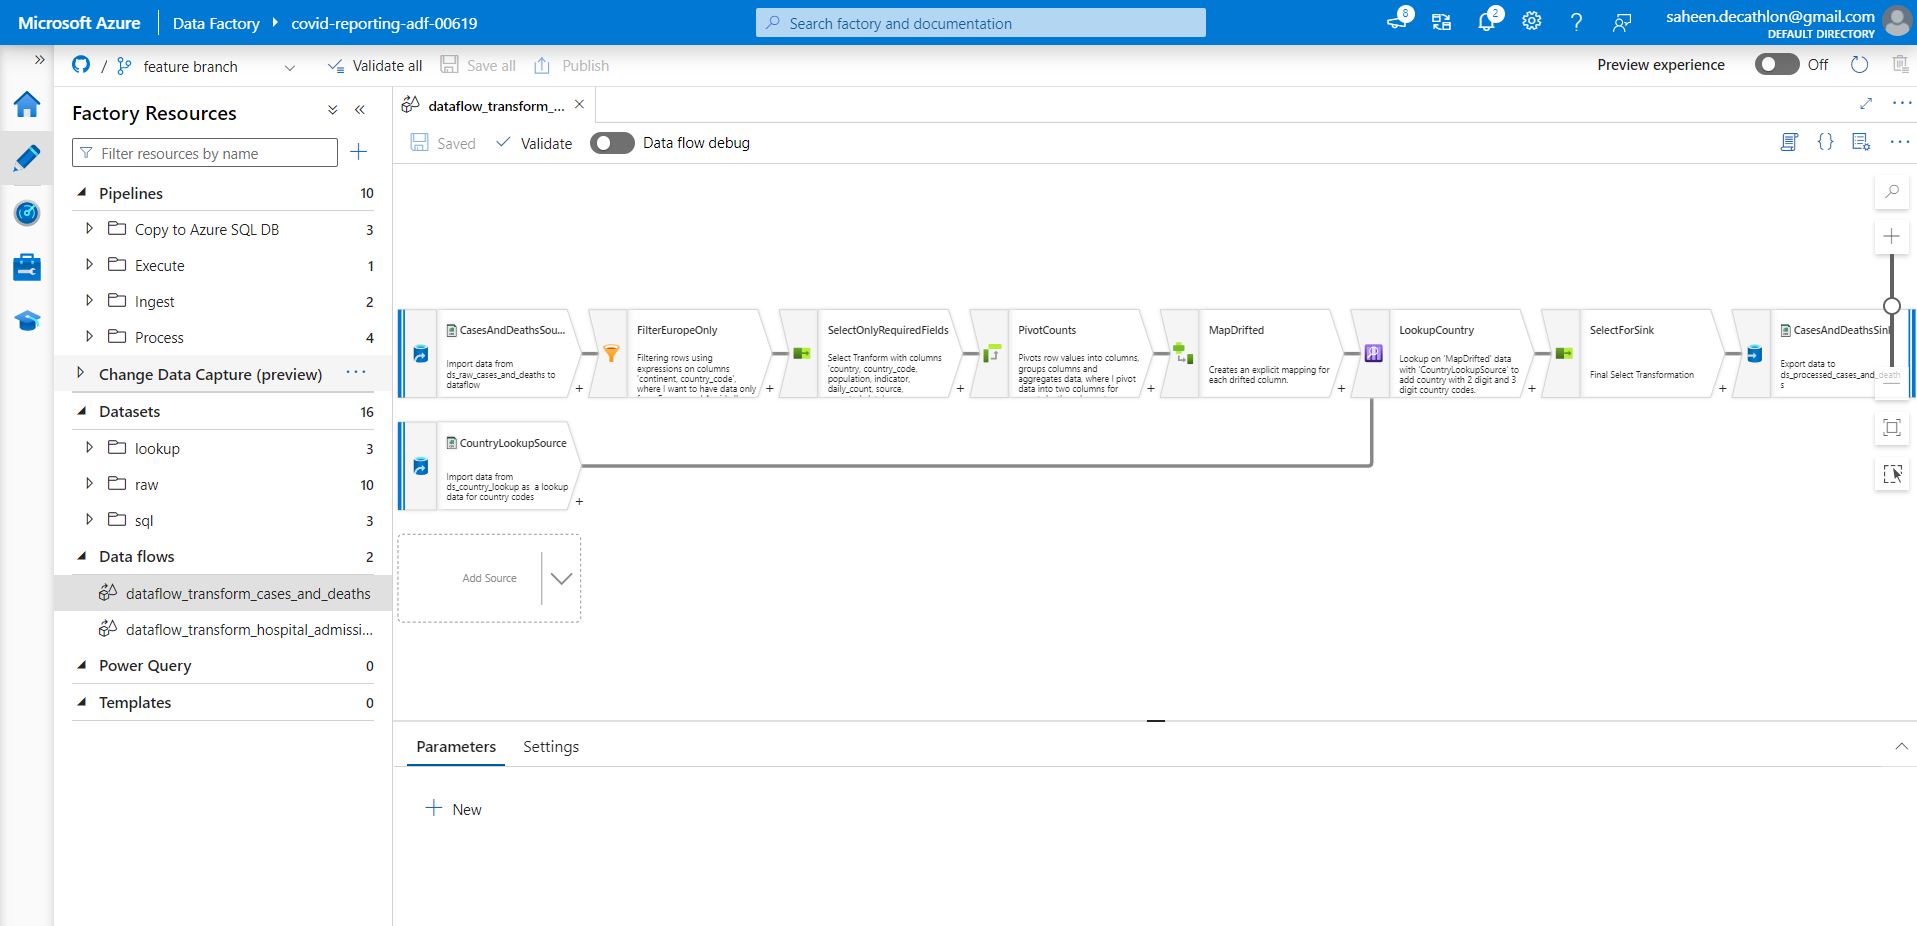 Microsoft Azure Data Factory covid-reporting-adf-00619 Search factory and documentation 8 2 saheen.decathlon@gmail.com
DEFAULT DIRECTORY
/ feature branch Validate all Save all Publish Preview experience Off
Factory Resources
Filter resources by name
Pipelines 10
Copy to Azure SQL DB 3
Execute 1
Ingest 2
Process 4
Change Data Capture (preview)
Datasets 16
lookup 3
raw 10
sql 3
Data flows 2
dataflow_transform_cases_and_deaths
dataflow_transform_hospital_admissi...
Power Query 0
Templates 0
dataflow_transform_...
Saved Validate Data flow debug
CasesAndDeathsSou...
Import data from
ds_raw_cases_and_deaths to
dataflow
FilterEuropeOnly
Filtering rows using
expressions on columns
'continent, country_code',
where I want to have data only
SelectOnlyRequiredFields
Select Tranform with columns
'country, country_code,
population, indicator,
daily_count, source,
PivotCounts
Pivots row values into columns,
groups columns and
aggregates data, where I pivot
data into two columns for
MapDrifted
Creates an explicit mapping for
each drifted column.
LookupCountry
Lookup on 'MapDrifted' data
with 'CountryLookupSource' to
add country with 2 digit and 3
digit country codes.
SelectForSink
Final Select Transformation
CasesAndDeathsSink
Export data to
ds_processed_cases_and_death
s
CountryLookupSource
Import data from
ds_country_lookup as a lookup
data for country codes
Add Source
Parameters Settings
New